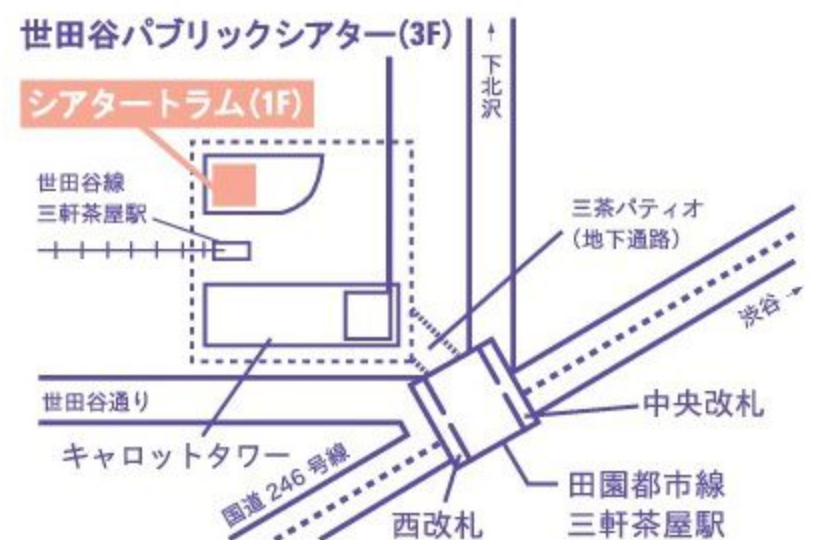 世田谷パブリックシアター(3F)
シアタートラム(1F)
↑
下北沢
世田谷線
三軒茶屋駅
三茶パティオ
(地下通路)
渋谷→
世田谷通り
中央改札
キャロットタワー
国道246号線
田園都市線
三軒茶屋駅
西改札